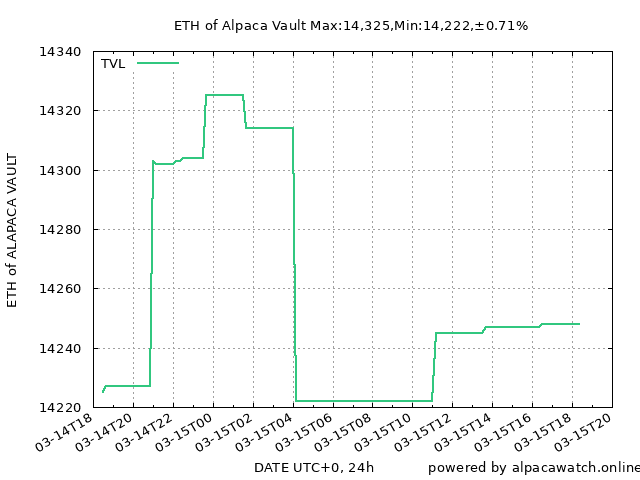 ETH of Alpaca Vault Max:14,325,Min:14,222,±0.71%
TVL
14340
14320
14300
14280
14260
14240
14220
ETH of ALAPACA VAULT
03-14T18
03-14T20
03-14T22
03-15T00
03-15T02
03-15T04
03-15T06
03-15T08
03-15T10
03-15T12
03-15T14
03-15T16
03-15T18
03-15T20
DATE UTC+0, 24h
powered by alpacawatch.online